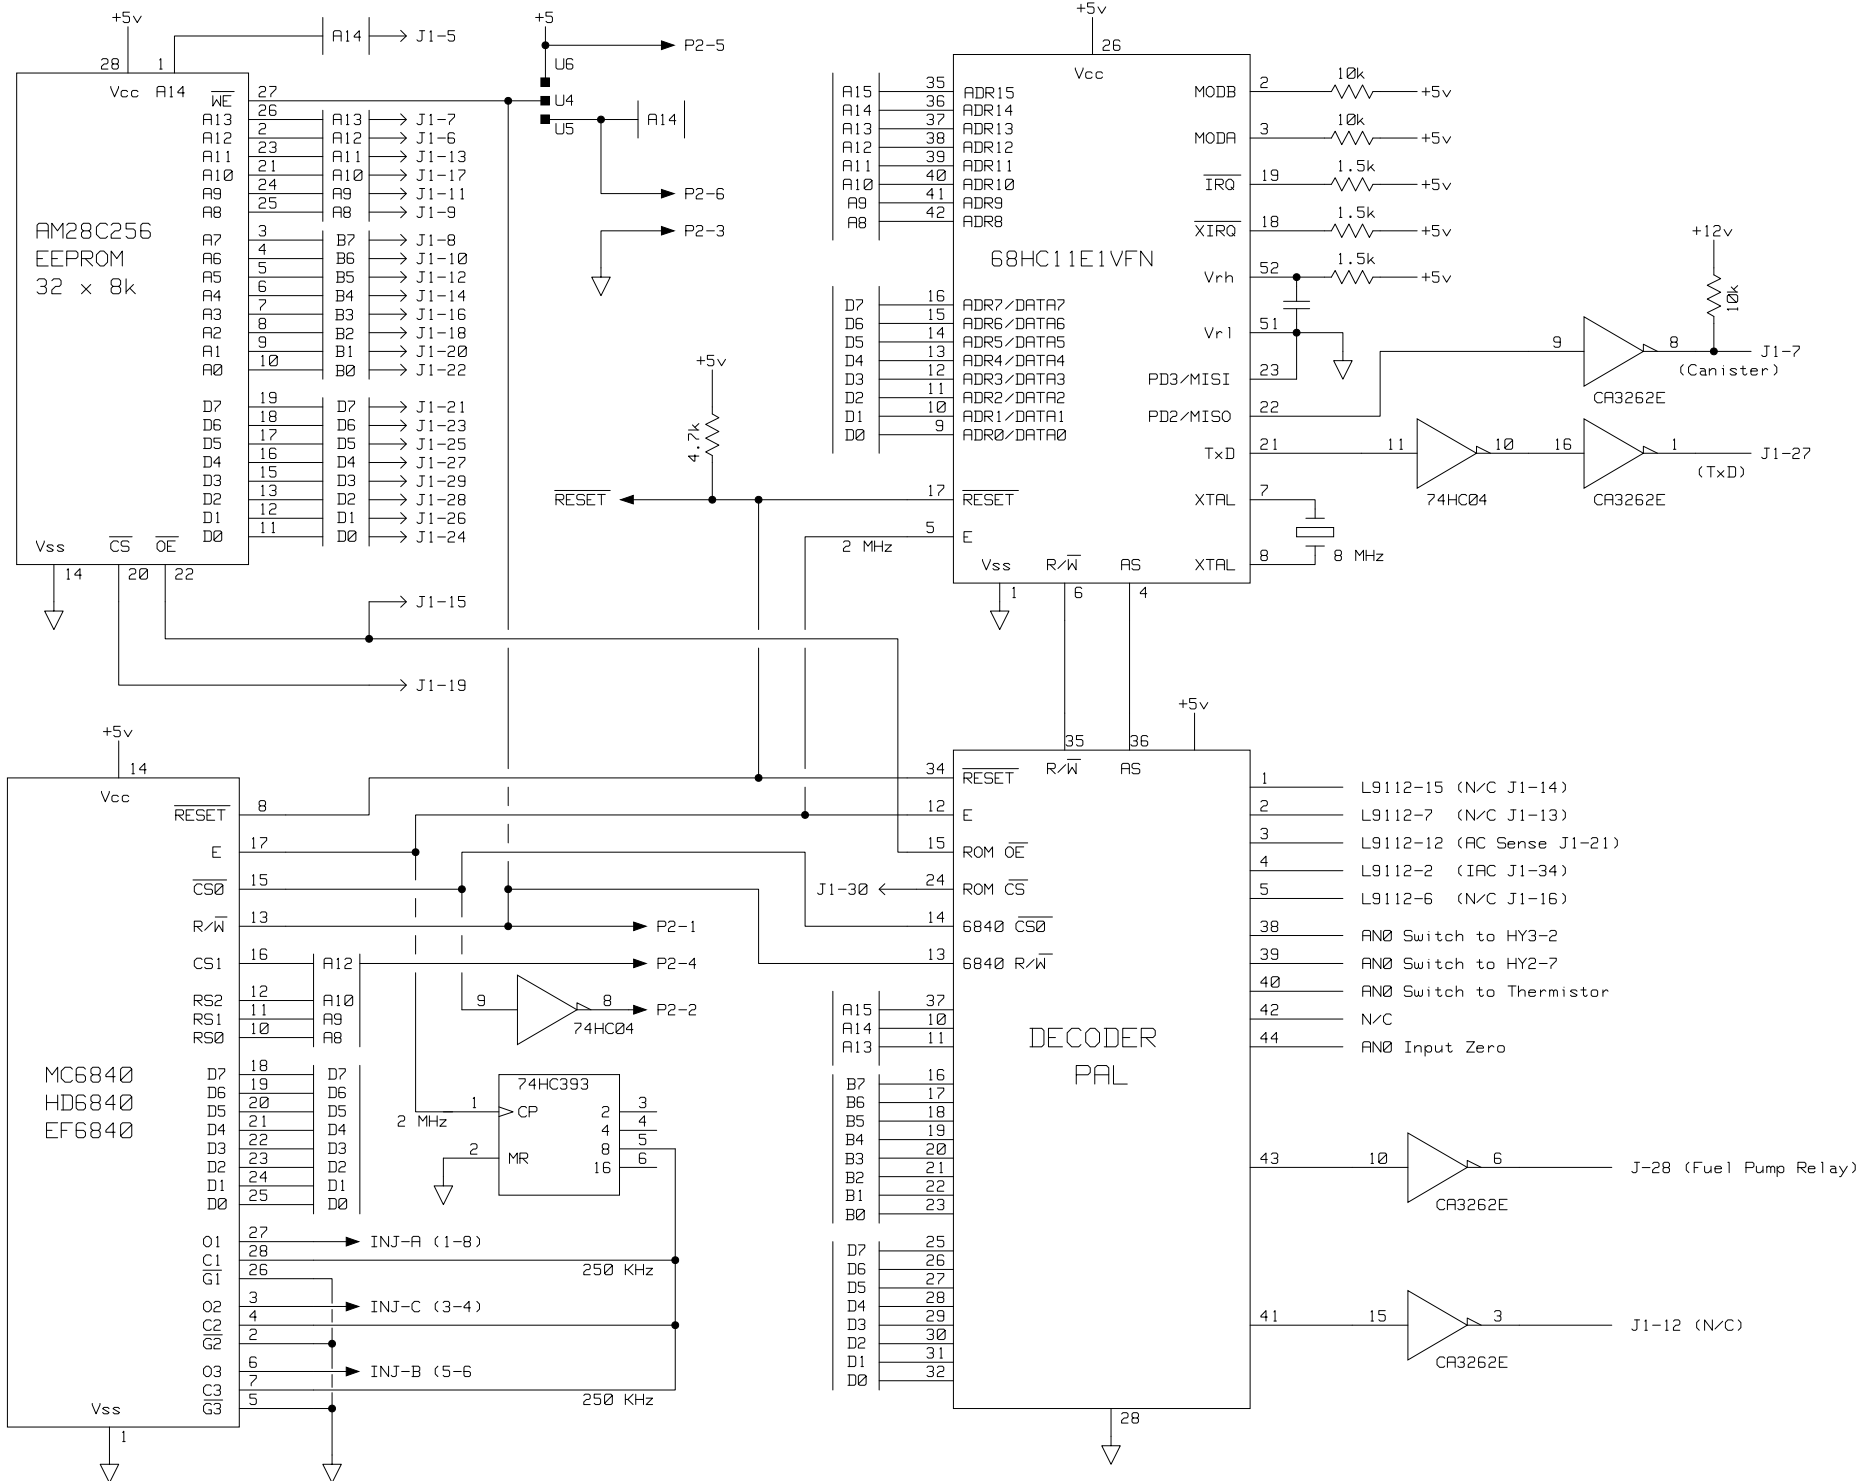 +5v
28 1 A14 J1-5
Vcc A14
AM28C256
EEPROM
32 x 8k
WE 27
A13 26 A13 J1-7
A12 2 A12 J1-6
A11 23 A11 J1-13
A10 21 A10 J1-17
A9 24 A9 J1-11
A8 25 A8 J1-9
A7 3 B7 J1-8
A6 4 B6 J1-10
A5 5 B5 J1-12
A4 6 B4 J1-14
A3 7 B3 J1-16
A2 8 B2 J1-18
A1 9 B1 J1-20
A0 10 B0 J1-22
D7 19 D7 J1-21
D6 18 D6 J1-23
D5 17 D5 J1-25
D4 16 D4 J1-27
D3 15 D3 J1-29
D2 13 D2 J1-28
D1 12 D1 J1-26
D0 11 D0 J1-24
Vss CS OE
14 20 22
J1-15
J1-19
+5
P2-5
U6
U4
U5 A14
P2-6
P2-3
+5v
4.7k
RESET
+5v
26
Vcc
68HC11E1VFN
A15 35 ADR15
A14 36 ADR14
A13 37 ADR13
A12 38 ADR12
A11 39 ADR11
A10 40 ADR10
A9 41 ADR9
A8 42 ADR8
D7 16 ADR7/DATA7
D6 15 ADR6/DATA6
D5 14 ADR5/DATA5
D4 13 ADR4/DATA4
D3 12 ADR3/DATA3
D2 11 ADR2/DATA2
D1 10 ADR1/DATA1
D0 9 ADR0/DATA0
17 RESET
5 E
2 MHz
Vss R/W AS
1 6 4
MODB 2 10k +5v
MODA 3 10k +5v
IRQ 19 1.5k +5v
XIRQ 18 1.5k +5v
Vrh 52 1.5k +5v
Vrl 51
PD3/MISI 23
PD2/MISO 22
TxD 21
XTAL 7
XTAL 8
8 MHz
+12v
10k
9 8 J1-7
(Canister)
CA3262E
11 10 16 1 J1-27
(TxD)
74HC04 CA3262E
+5v
14
Vcc
MC6840
HD6840
EF6840
RESET 8
E 17
CS0 15
R/W 13 P2-1
CS1 16 A12 P2-4
RS2 12 A10
RS1 11 A9
RS0 10 A8
D7 18 D7
D6 19 D6
D5 20 D5
D4 21 D4
D3 22 D3
D2 23 D2
D1 24 D1
D0 25 D0
O1 27 INJ-A (1-8)
C1 28 250 KHz
G1 26
O2 3 INJ-C (3-4)
C2 4
G2 2
O3 6 INJ-B (5-6
C3 7 250 KHz
G3 5
Vss
1
9 8 P2-2
74HC04
74HC393
2 MHz 1 CP
2 MR
2 3
4 4
8 5
16 6
+5v
35 36
R/W AS
DECODER
PAL
34 RESET
12 E
15 ROM OE
J1-30 24 ROM CS
14 6840 CS0
13 6840 R/W
A15 37
A14 10
A13 11
B7 16
B6 17
B5 18
B4 19
B3 20
B2 21
B1 22
B0 23
D7 25
D6 26
D5 27
D4 28
D3 29
D2 30
D1 31
D0 32
28
1 L9112-15 (N/C J1-14)
2 L9112-7 (N/C J1-13)
3 L9112-12 (AC Sense J1-21)
4 L9112-2 (IAC J1-34)
5 L9112-6 (N/C J1-16)
38 AN0 Switch to HY3-2
39 AN0 Switch to HY2-7
40 AN0 Switch to Thermistor
42 N/C
44 AN0 Input Zero
43 10 6 J-28 (Fuel Pump Relay)
CA3262E
41 15 3 J1-12 (N/C)
CA3262E